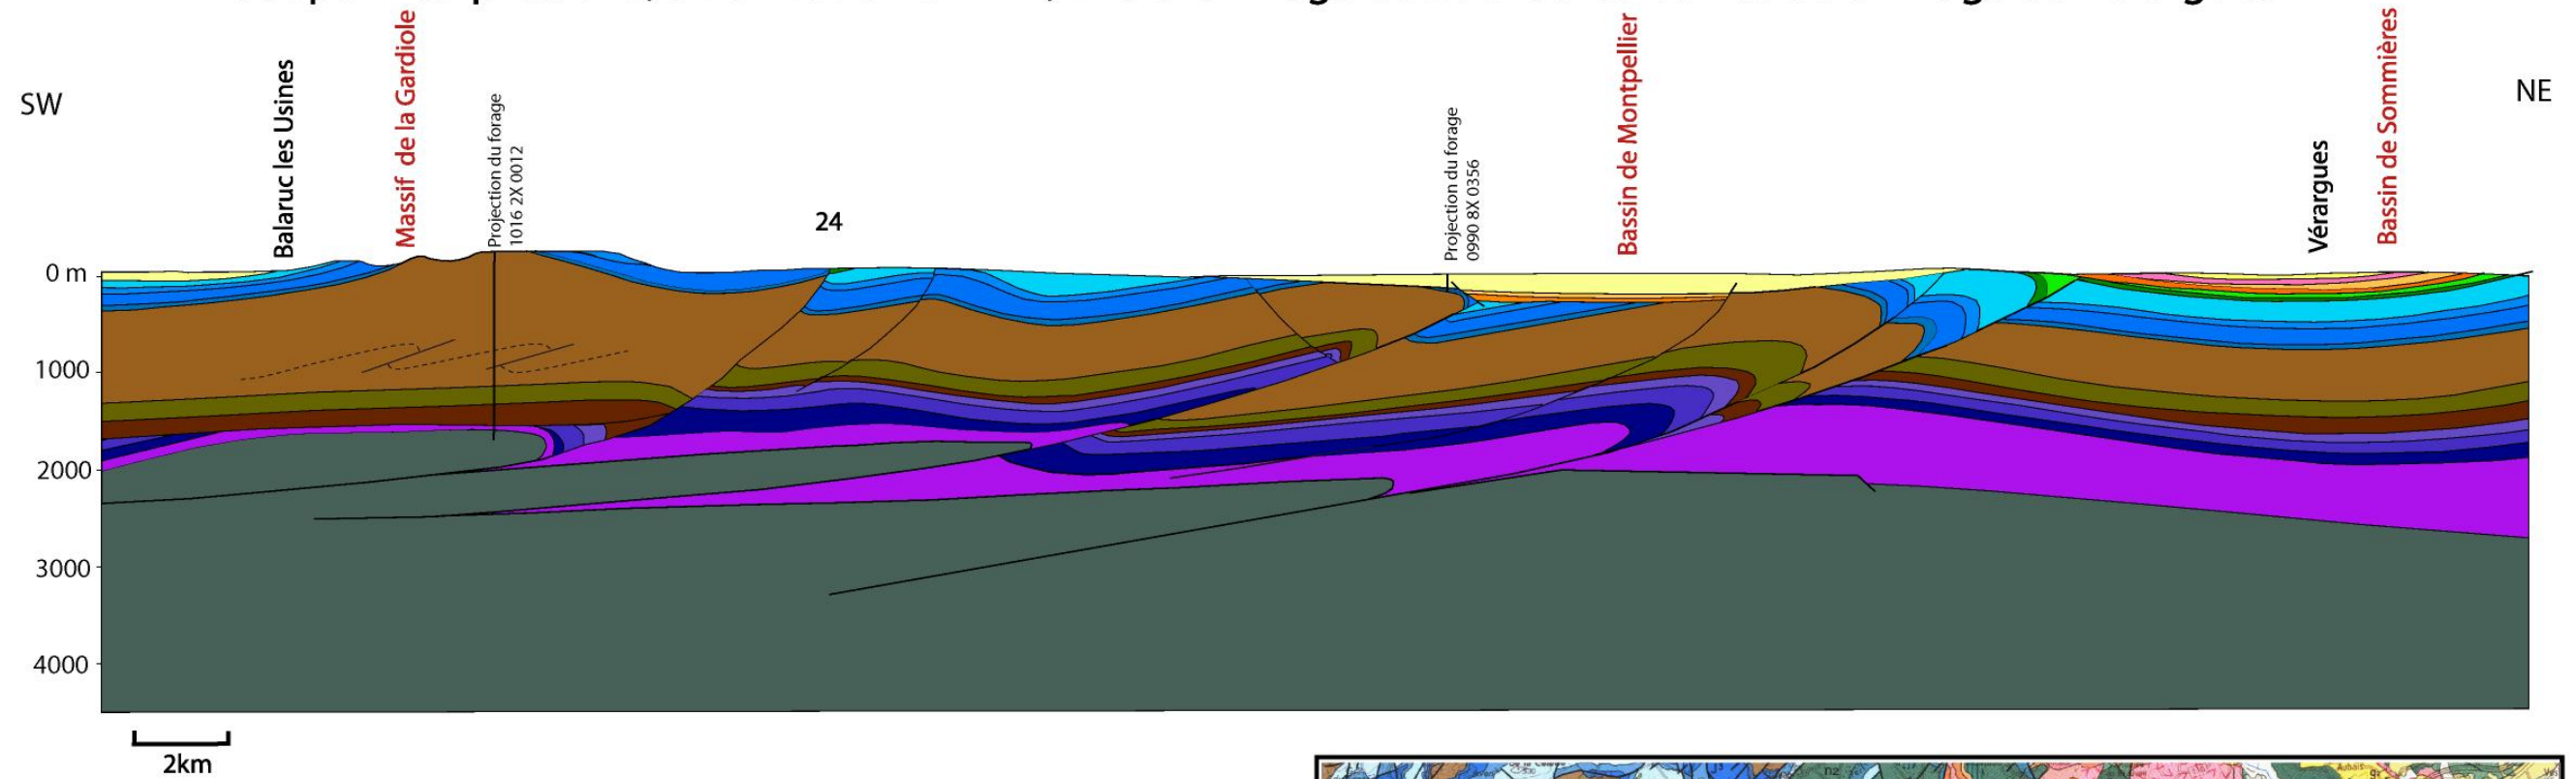 SW
Balaruc les Usines
Massif de la Gardiole
Projection du forage
1016 2X 0012
24
Projection du forage
0990 8X 0356
Bassin de Montpellier
Vérargues
Bassin de Sommières
NE
0 m
1000
2000
3000
4000
2km